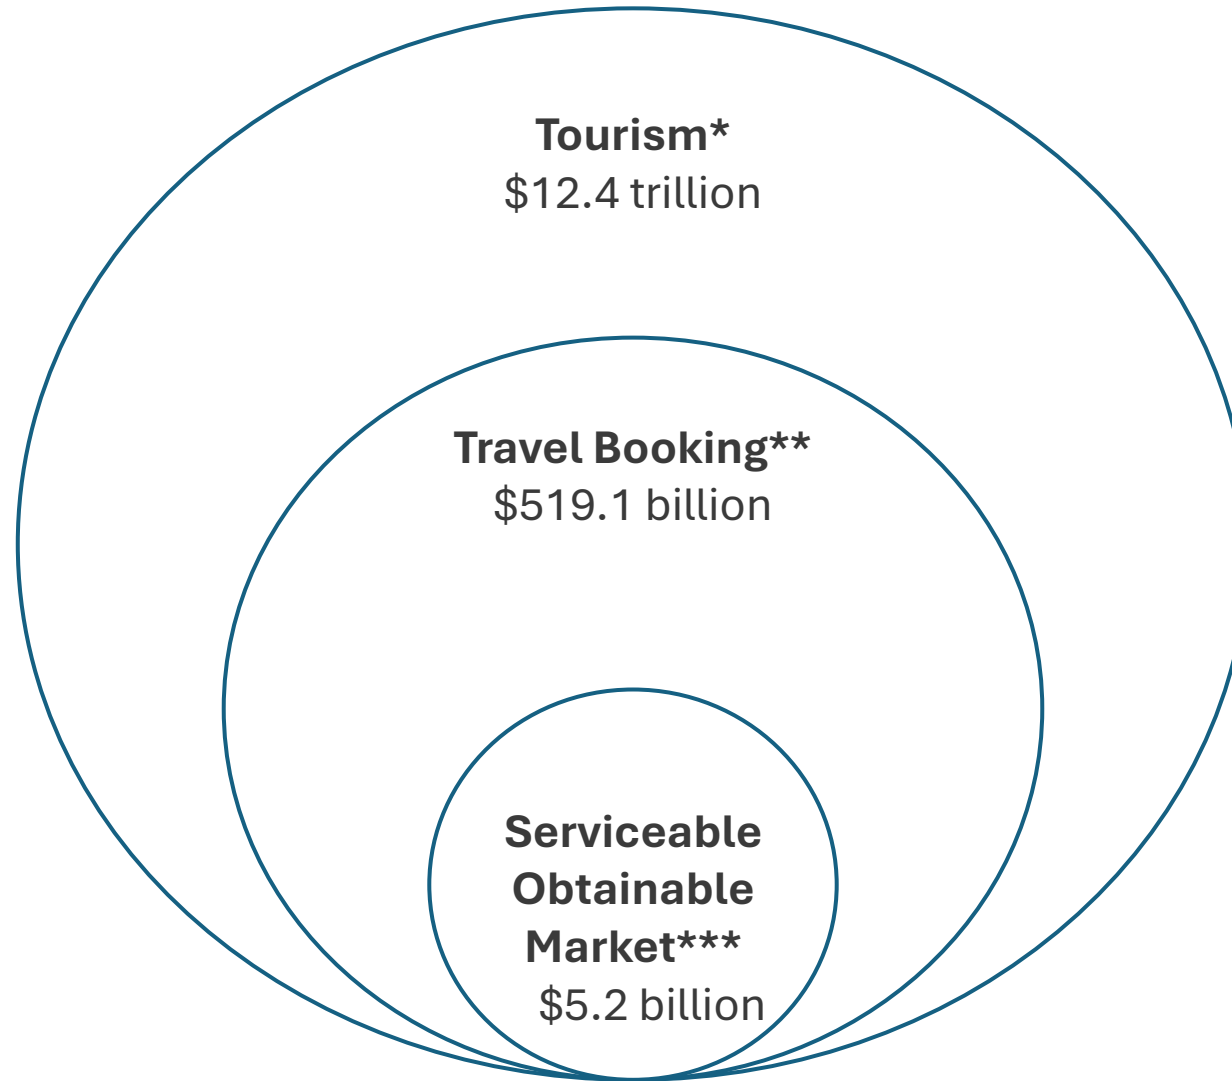 Tourism*
$12.4 trillion
Travel Booking**
$519.1 billion
Serviceable
Obtainable
Market***
$5.2 billion